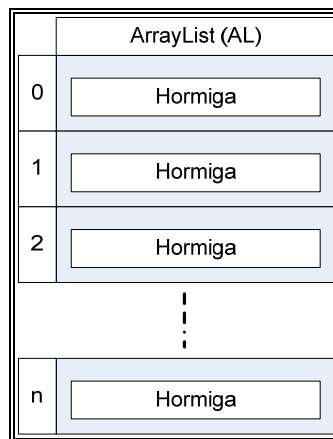 ArrayList (AL)
0 Hormiga
1 Hormiga
2 Hormiga
n Hormiga